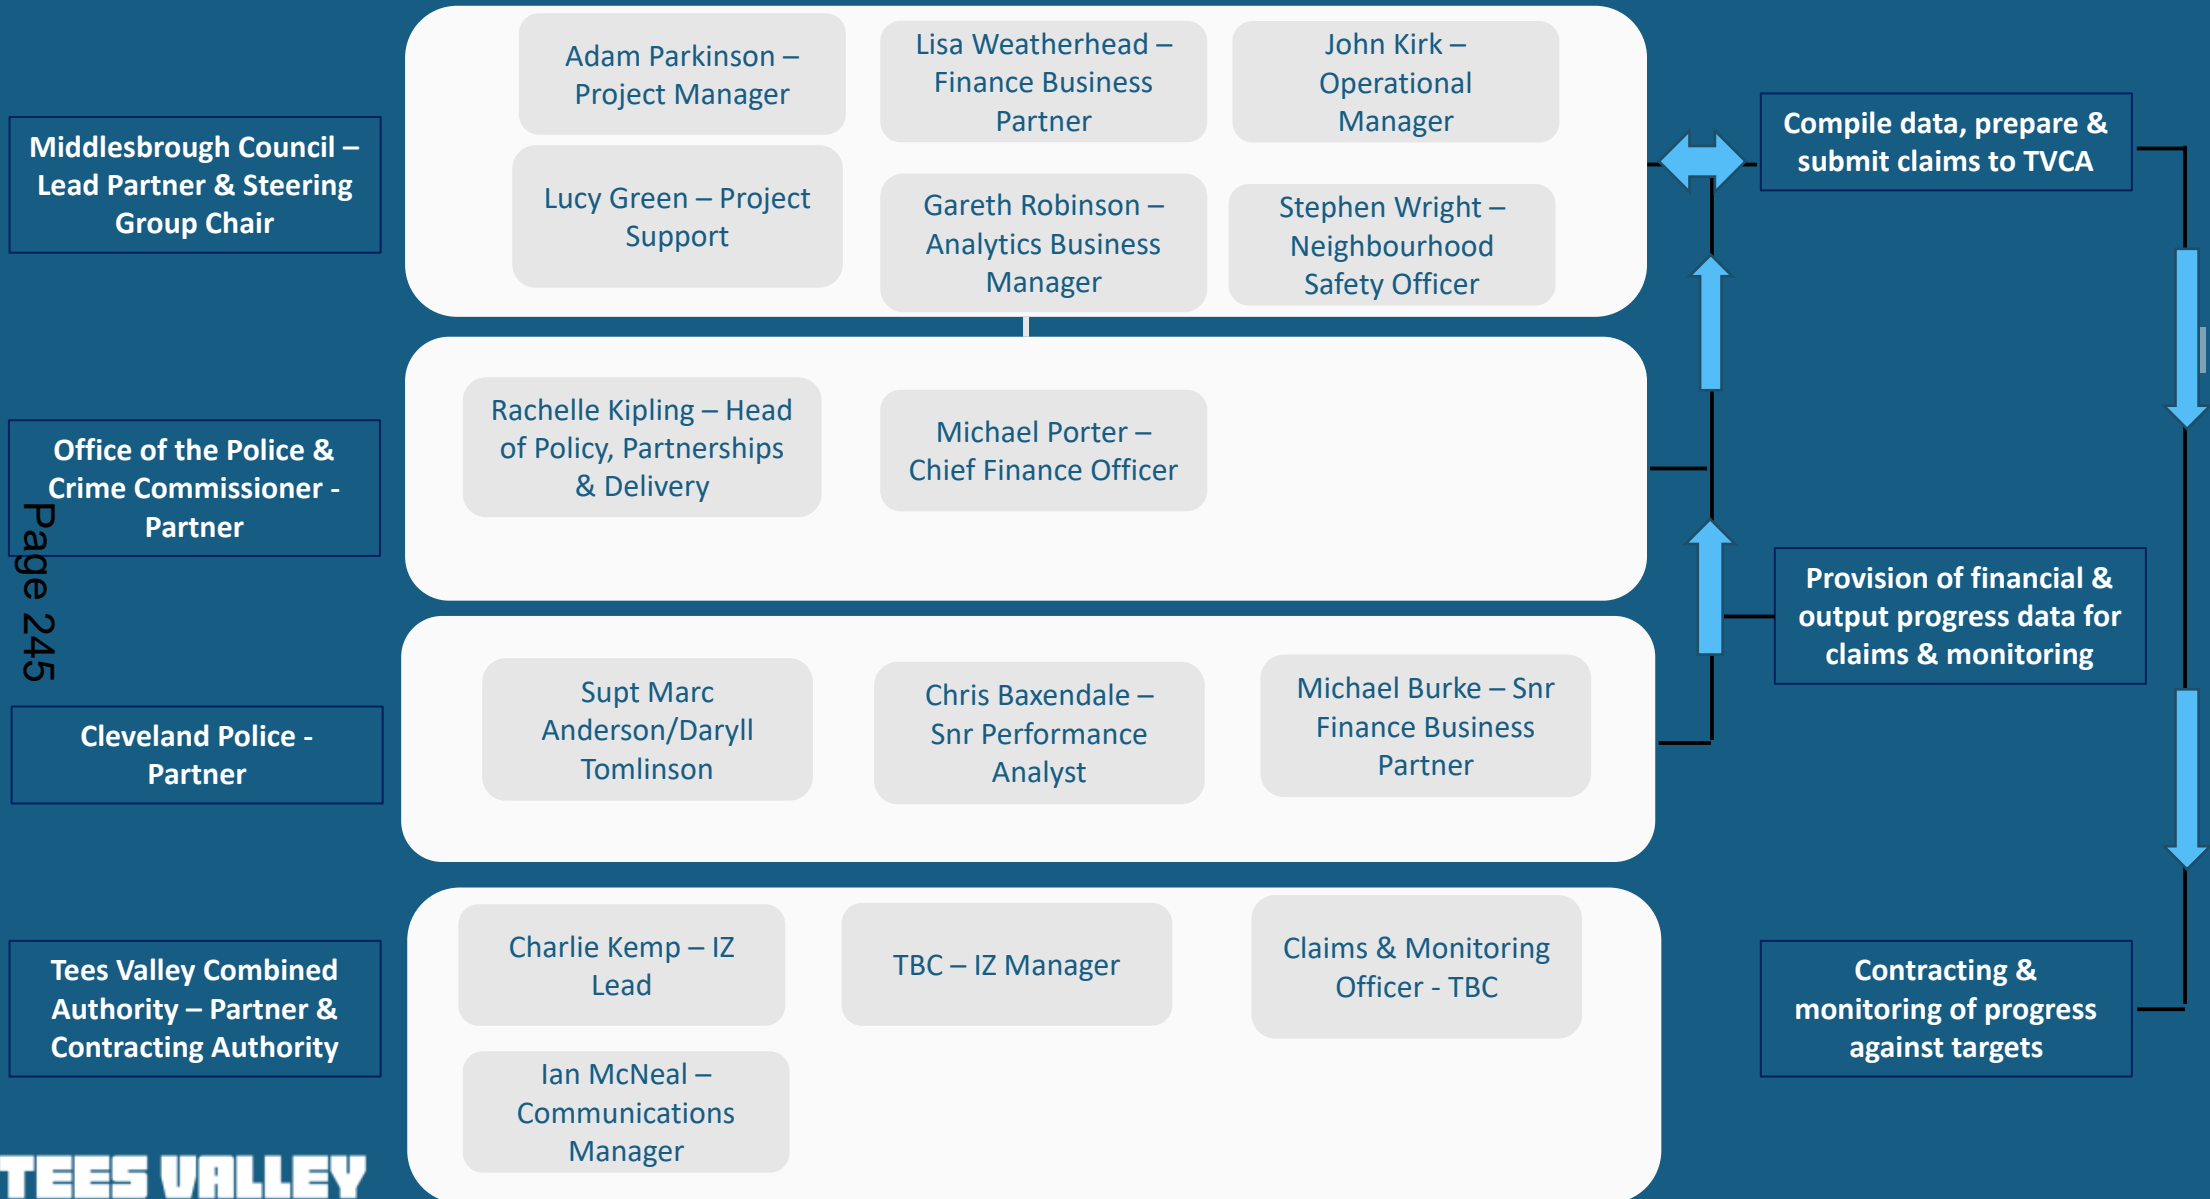 Middlesbrough Council –
Lead Partner & Steering
Group Chair
Adam Parkinson –
Project Manager
Lisa Weatherhead –
Finance Business
Partner
John Kirk –
Operational
Manager
Lucy Green – Project
Support
Gareth Robinson –
Analytics Business
Manager
Stephen Wright –
Neighbourhood
Safety Officer
Compile data, prepare &
submit claims to TVCA
Office of the Police &
Crime Commissioner -
Partner
Rachelle Kipling – Head
of Policy, Partnerships
& Delivery
Michael Porter –
Chief Finance Officer
Page 245
Provision of financial &
output progress data for
claims & monitoring
Cleveland Police -
Partner
Supt Marc
Anderson/Daryll
Tomlinson
Chris Baxendale –
Snr Performance
Analyst
Michael Burke – Snr
Finance Business
Partner
Tees Valley Combined
Authority – Partner &
Contracting Authority
Charlie Kemp – IZ
Lead
TBC – IZ Manager
Claims & Monitoring
Officer - TBC
Ian McNeal –
Communications
Manager
Contracting &
monitoring of progress
against targets
TEES VALLEY